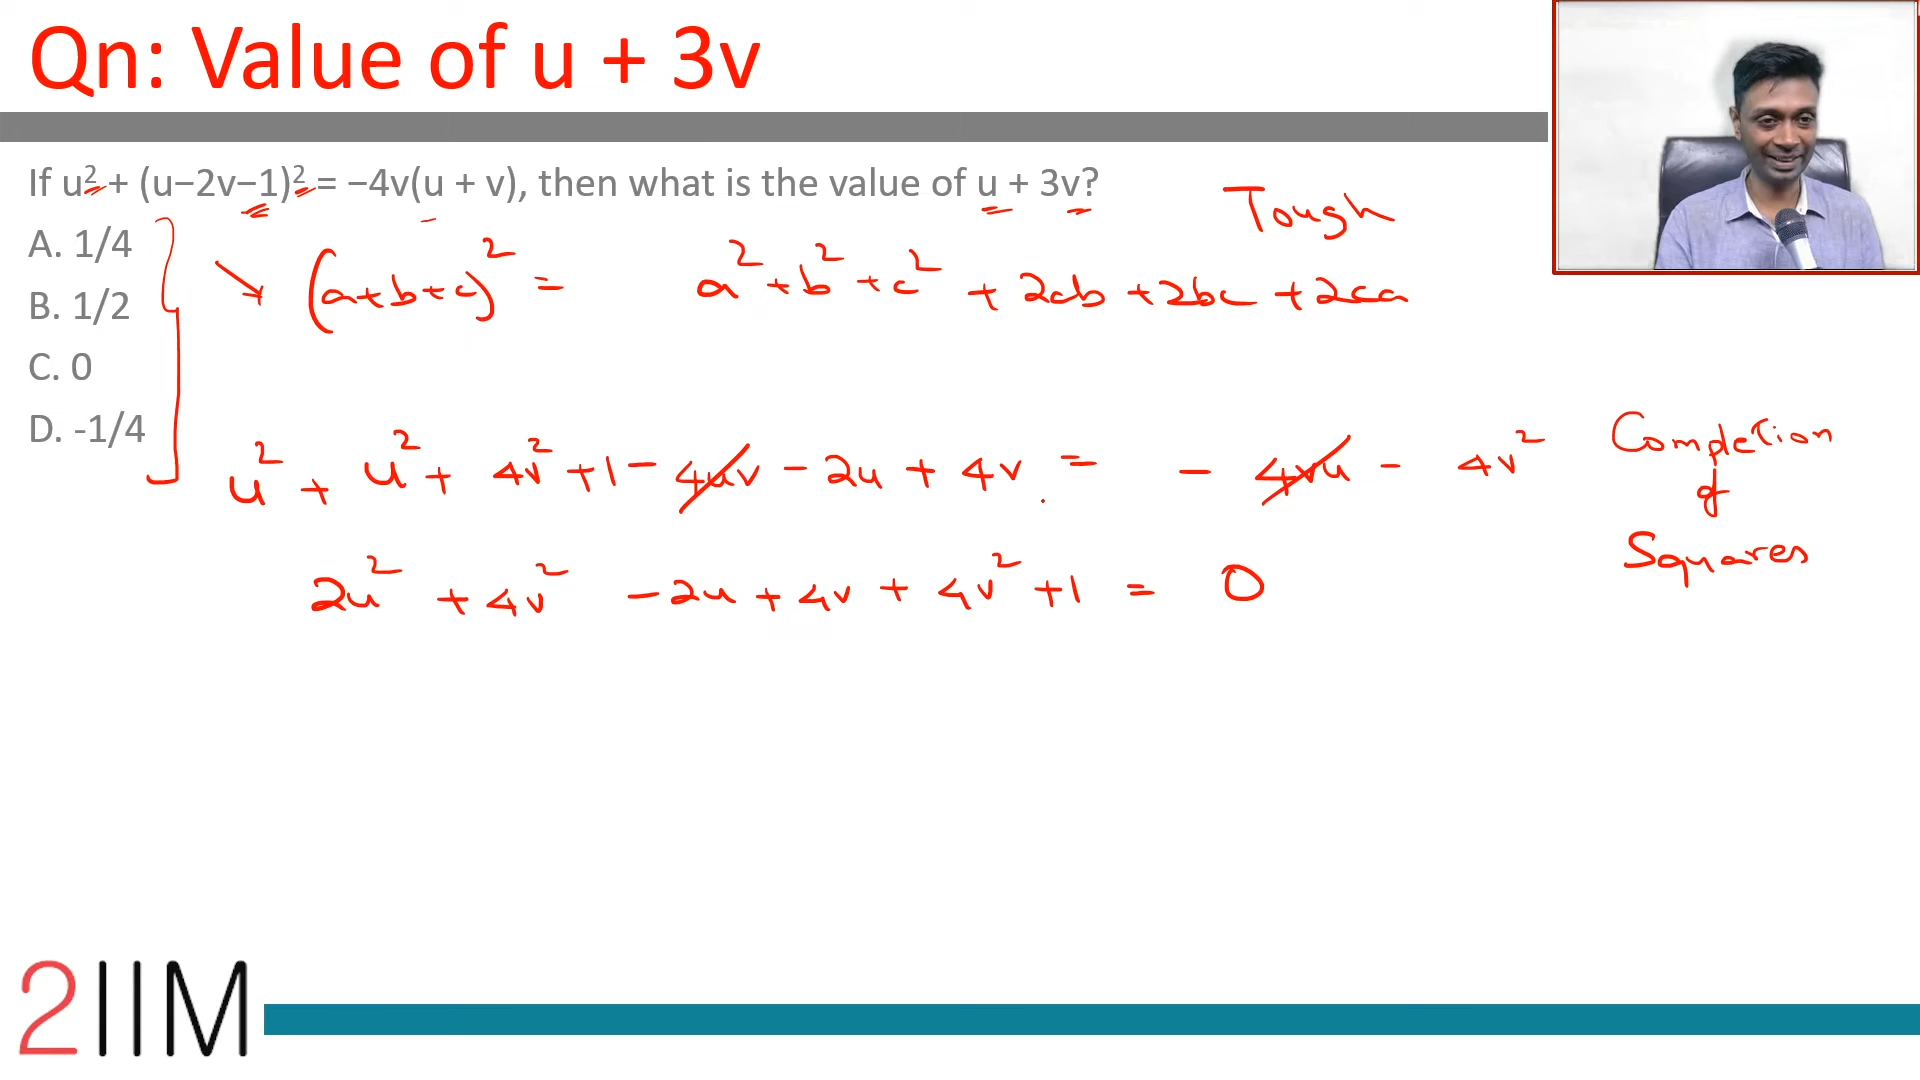 Qn: Value of u + 3v
If u² + (u−2v−1)² = −4v(u + v), then what is the value of u + 3v?
Tough
A. 1/4
(a+b+c)² = a² + b² + c² + 2ab + 2bc + 2ca
B. 1/2
C. 0
D. -1/4
u² + u² + 4v² + 1 − 4uv − 2u + 4v = − 4vu − 4v²
Completion
of
Squares
2u² + 4v² − 2u + 4v + 4v² + 1 = 0
2IIM